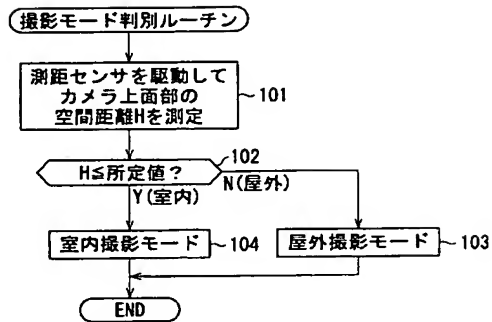 撮影モード判別ルーチン
測距センサを駆動して
カメラ上面部の
空間距離Hを測定
101
H≦所定値?
102
Y(室内)
N(屋外)
室内撮影モード
104
屋外撮影モード
103
END